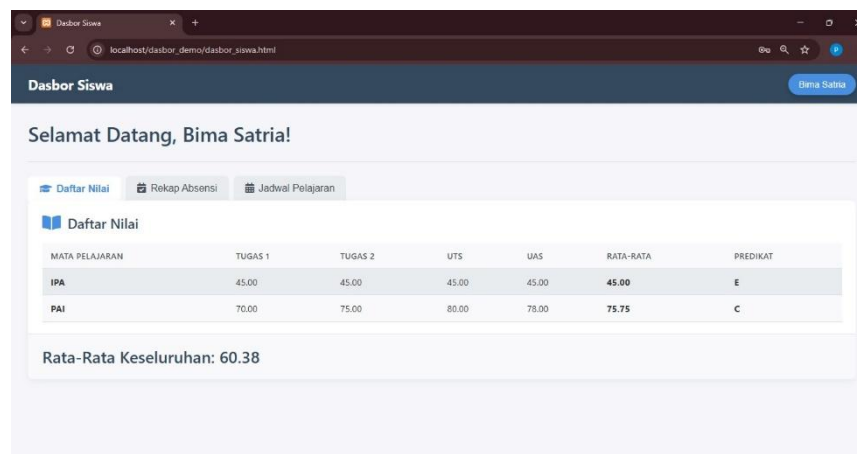 Dasbor Siswa
localhost/dasbor_demo/dasbor_siswa.html
P
Dasbor Siswa
Bima Satria
Selamat Datang, Bima Satria!
Daftar Nilai Rekap Absensi Jadwal Pelajaran
Daftar Nilai
MATA PELAJARAN TUGAS 1 TUGAS 2 UTS UAS RATA-RATA PREDIKAT
IPA 45.00 45.00 45.00 45.00 45.00 E
PAI 70.00 75.00 80.00 78.00 75.75 C
Rata-Rata Keseluruhan: 60.38